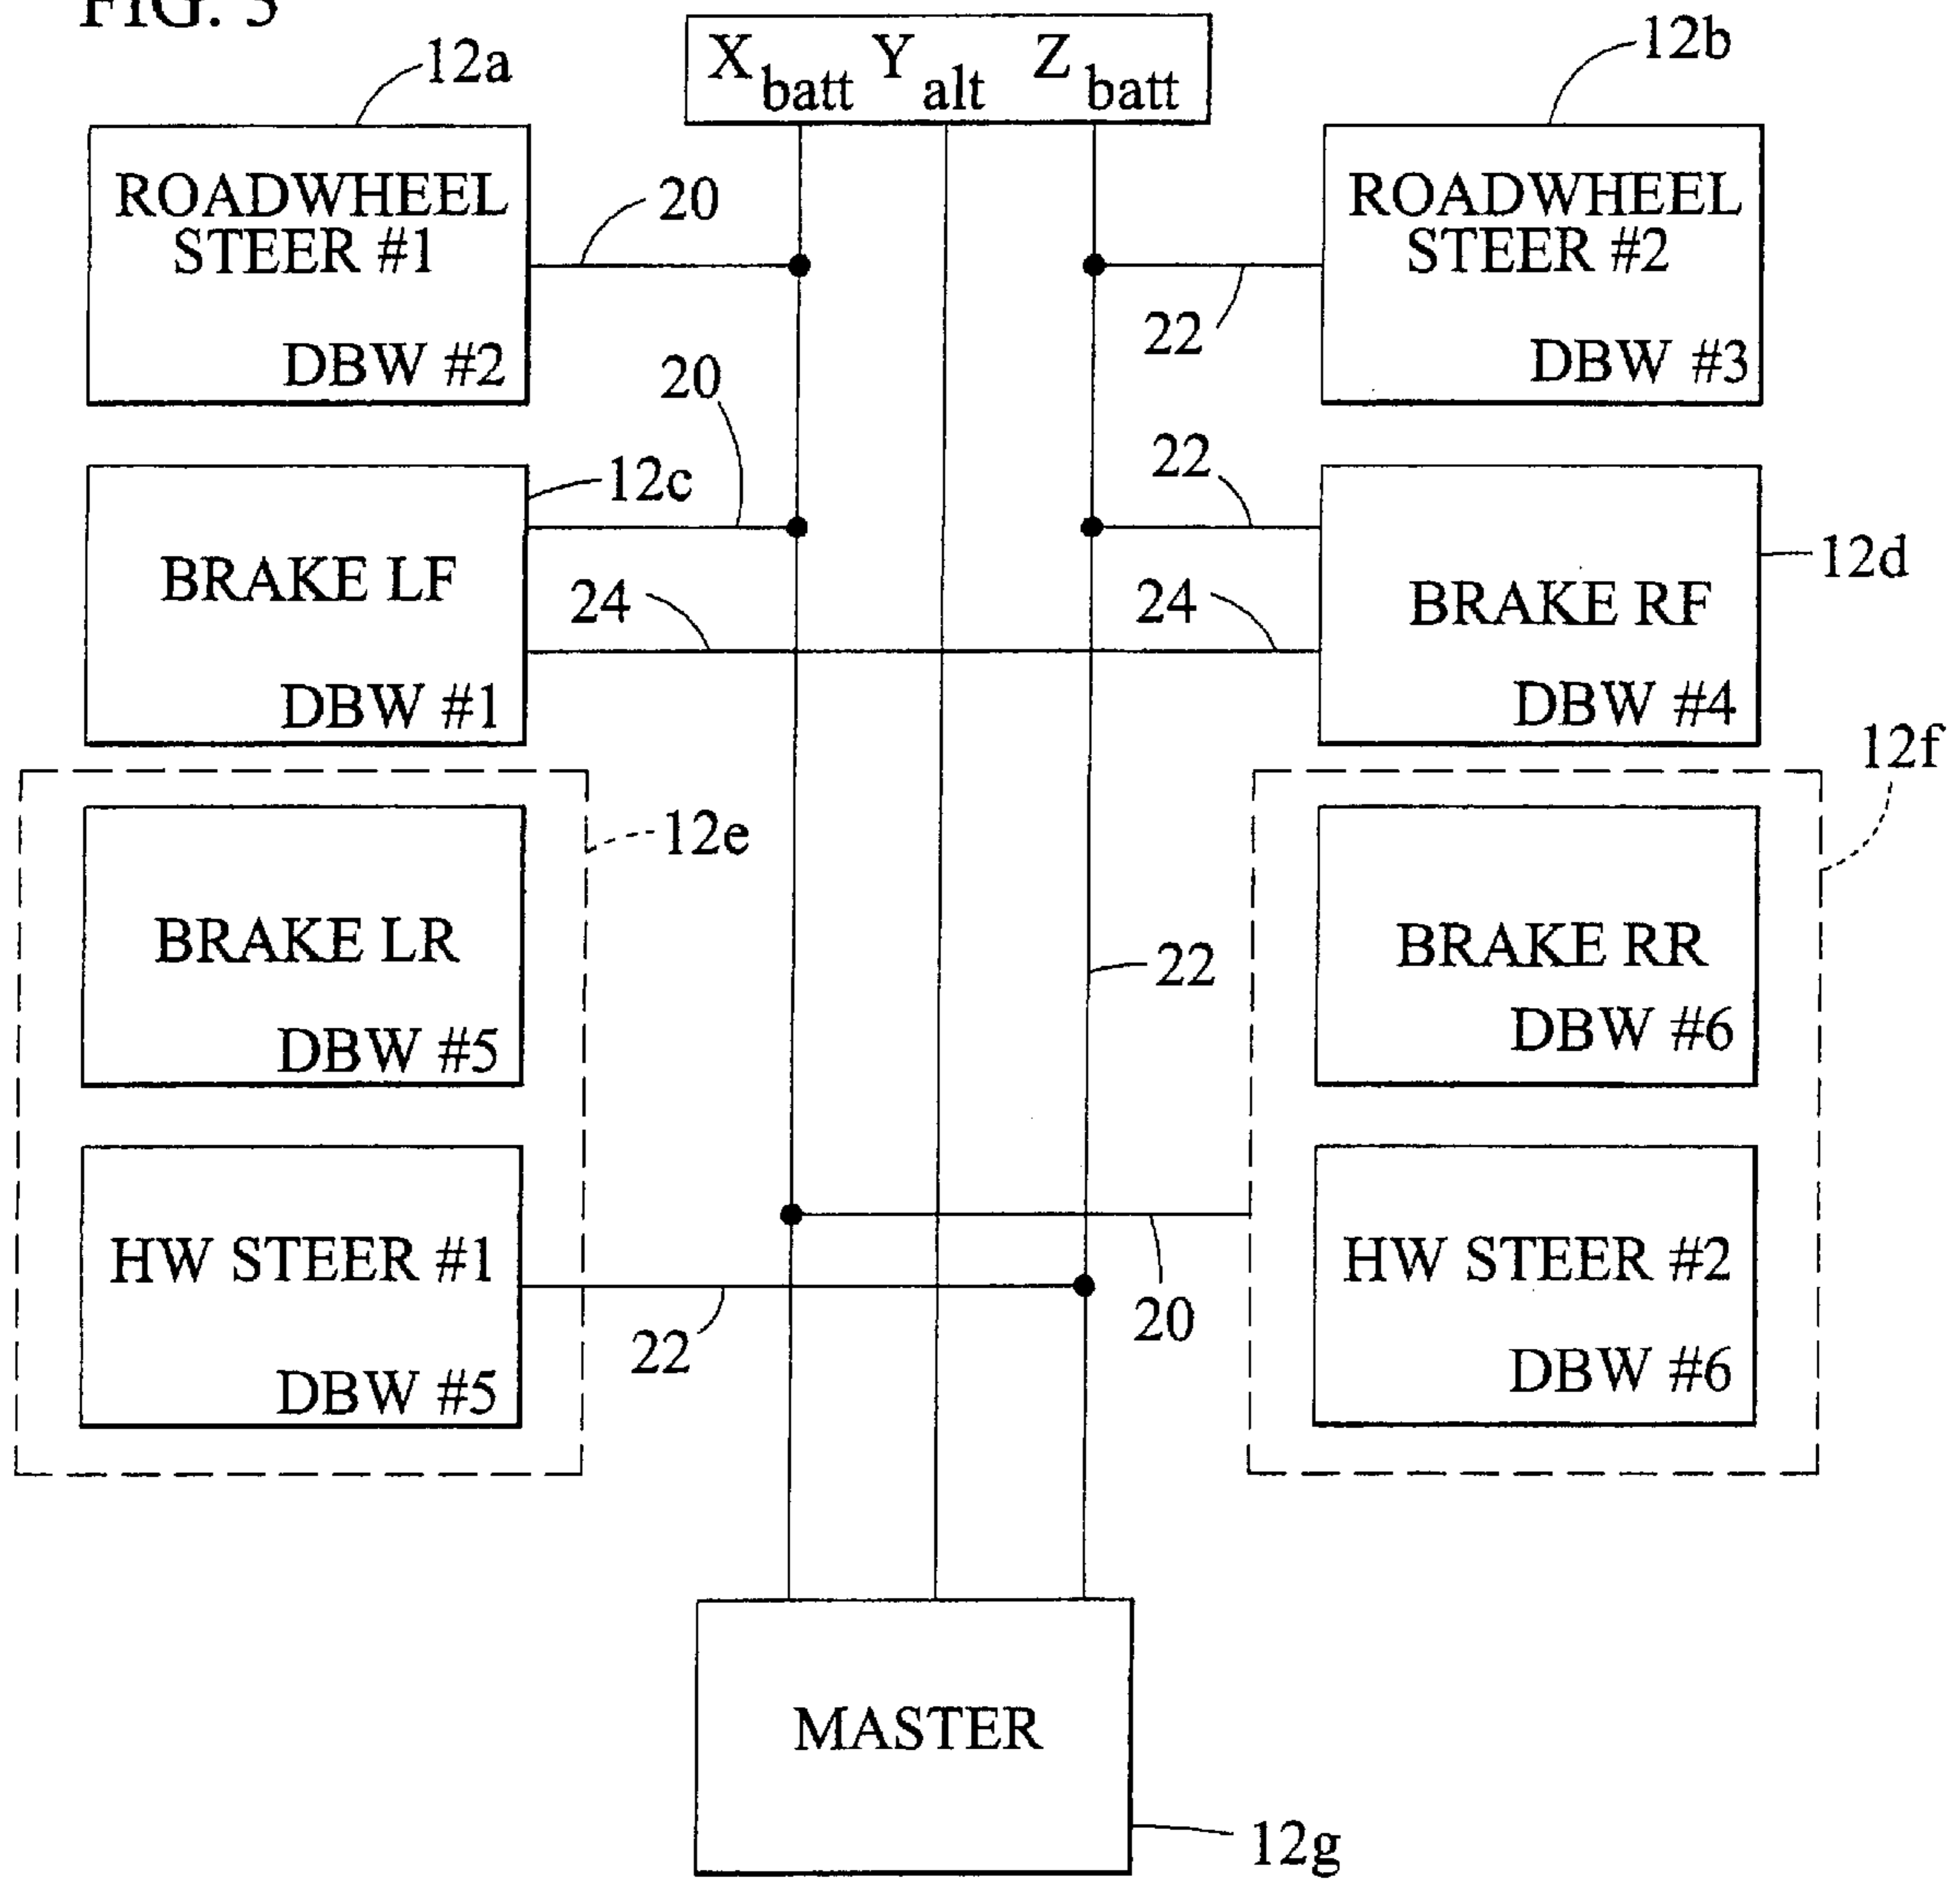 FIG. 3
X batt Y alt Z batt
12a
12b
ROADWHEEL
STEER #1
DBW #2
20
ROADWHEEL
STEER #2
DBW #3
22
20
12c
BRAKE LF
DBW #1
24
22
24
12d
BRAKE RF
DBW #4
12e
12f
BRAKE LR
DBW #5
22
BRAKE RR
DBW #6
HW STEER #1
DBW #5
22
20
HW STEER #2
DBW #6
MASTER
12g